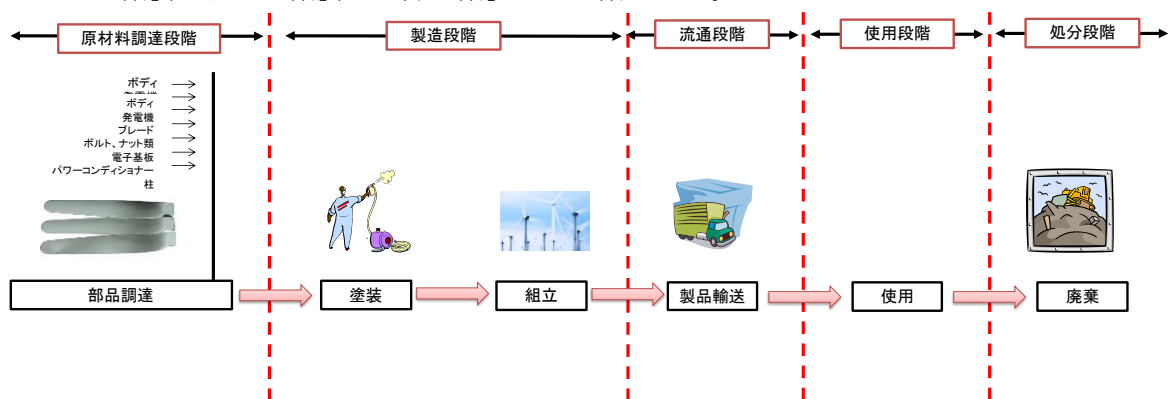 原材料調達段階
製造段階
流通段階
使用段階
処分段階
ボディ
ボディ
発電機
ブレード
ボルト、ナット類
電子基板
パワーコンディショナー
柱
部品調達
塗装
組立
製品輸送
使用
廃棄